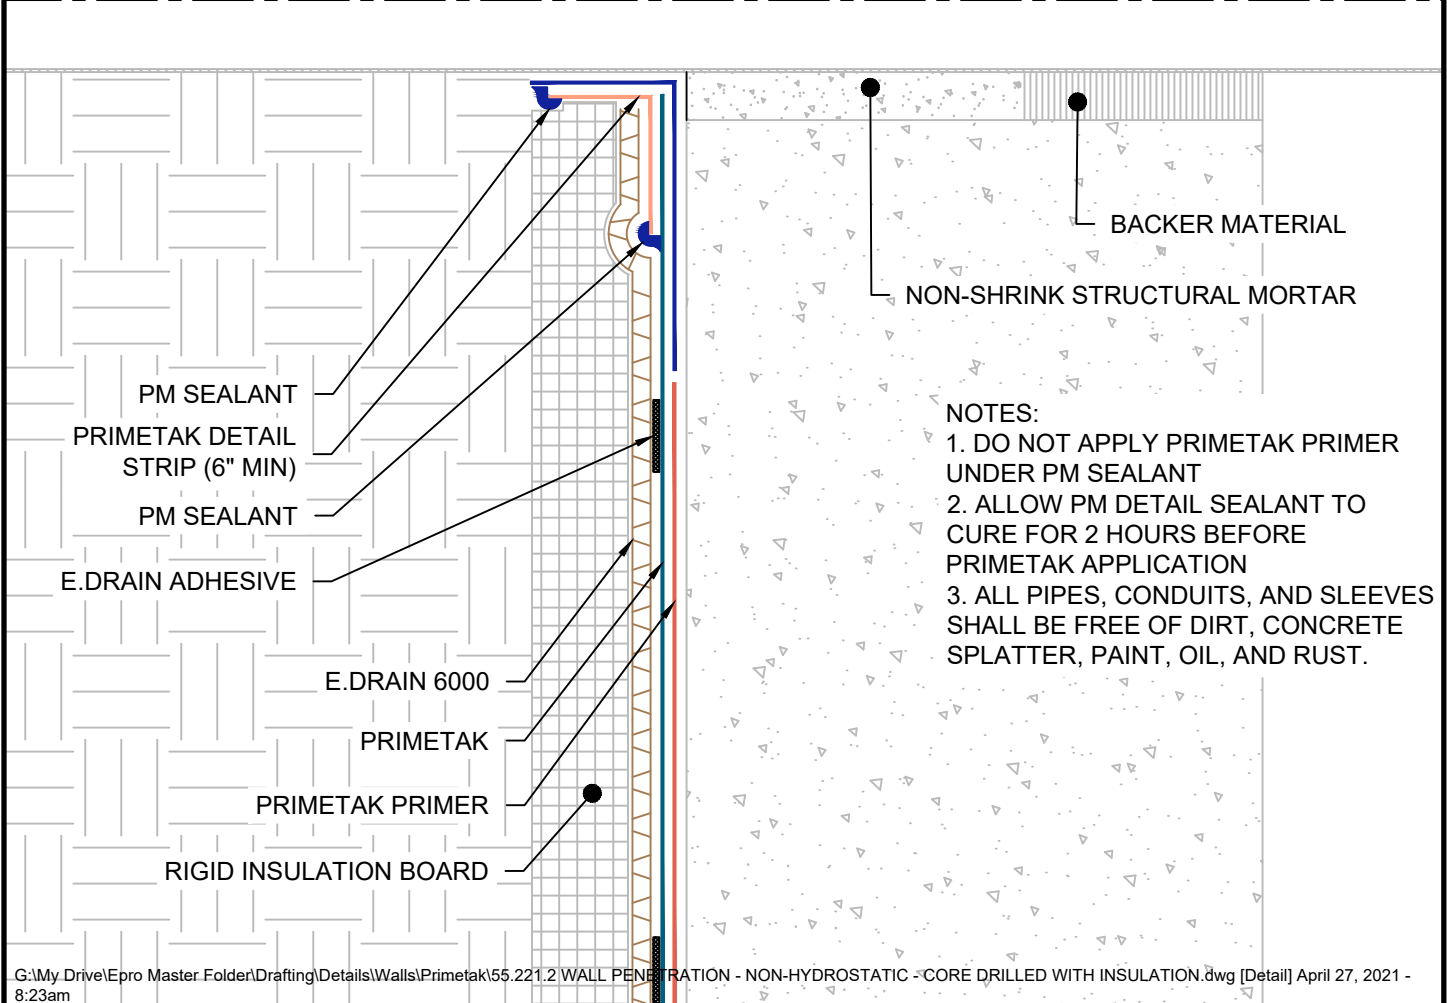 BACKER MATERIAL
NON-SHRINK STRUCTURAL MORTAR
PM SEALANT
PRIMETAK DETAIL
STRIP (6" MIN)
PM SEALANT
E.DRAIN ADHESIVE
E.DRAIN 6000
PRIMETAK
PRIMETAK PRIMER
RIGID INSULATION BOARD
NOTES:
1. DO NOT APPLY PRIMETAK PRIMER
UNDER PM SEALANT
2. ALLOW PM DETAIL SEALANT TO
CURE FOR 2 HOURS BEFORE
PRIMETAK APPLICATION
3. ALL PIPES, CONDUITS, AND SLEEVES
SHALL BE FREE OF DIRT, CONCRETE
SPLATTER, PAINT, OIL, AND RUST.
G:\My Drive\Epro Master Folder\Drafting\Details\Walls\Primetak\55.221.2 WALL PENETRATION - NON-HYDROSTATIC - CORE DRILLED WITH INSULATION.dwg [Detail] April 27, 2021 -
8:23am